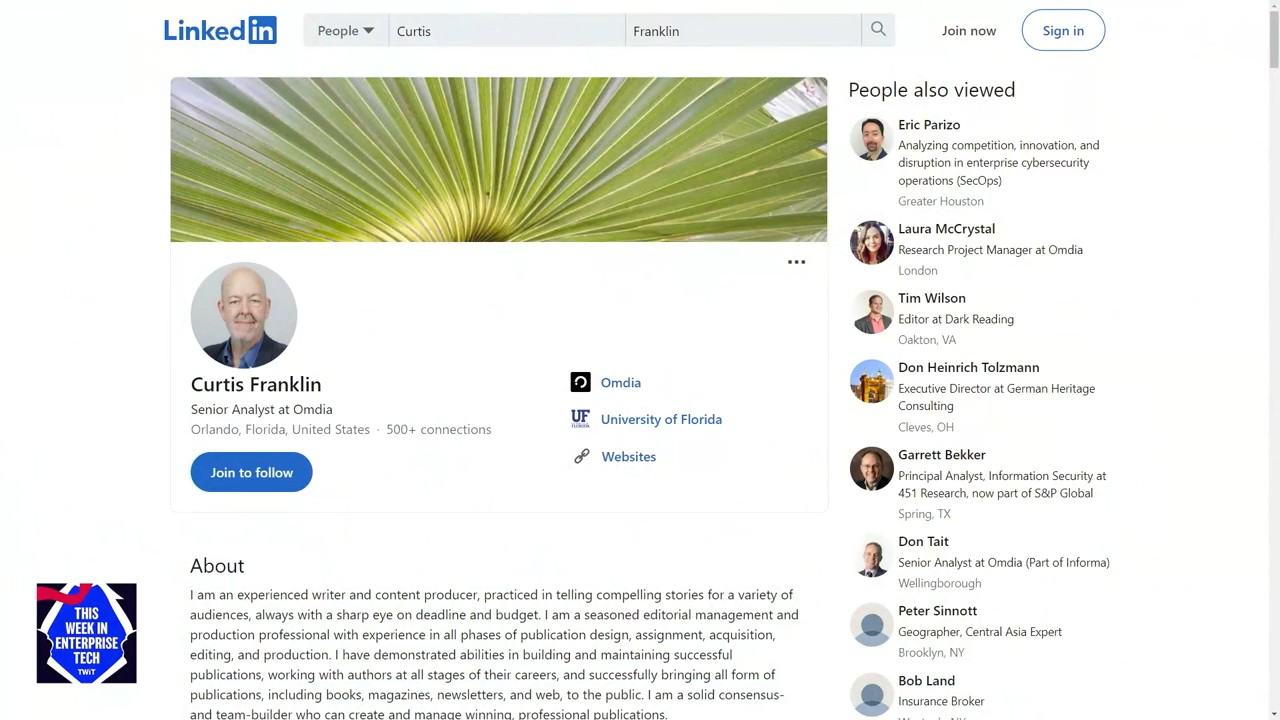 Linkedin
People
Curtis
Franklin
Join now
Sign in
Curtis Franklin
Senior Analyst at Omdia
Orlando, Florida, United States · 500+ connections
Join to follow
Omdia
UF
FLORIDA
University of Florida
Websites
About
I am an experienced writer and content producer, practiced in telling compelling stories for a variety of
audiences, always with a sharp eye on deadline and budget. I am a seasoned editorial management and
production professional with experience in all phases of publication design, assignment, acquisition,
editing, and production. I have demonstrated abilities in building and maintaining successful
publications, working with authors at all stages of their careers, and successfully bringing all form of
publications, including books, magazines, newsletters, and web, to the public. I am a solid consensus-
and team-builder who can create and manage winning, professional publications.
People also viewed
Eric Parizo
Analyzing competition, innovation, and
disruption in enterprise cybersecurity
operations (SecOps)
Greater Houston
Laura McCrystal
Research Project Manager at Omdia
London
Tim Wilson
Editor at Dark Reading
Oakton, VA
Don Heinrich Tolzmann
Executive Director at German Heritage
Consulting
Cleves, OH
Garrett Bekker
Principal Analyst, Information Security at
451 Research, now part of S&P Global
Spring, TX
Don Tait
Senior Analyst at Omdia (Part of Informa)
Wellingborough
Peter Sinnott
Geographer, Central Asia Expert
Brooklyn, NY
Bob Land
Insurance Broker
THIS
WEEK IN
ENTERPRISE
TECH
TWiT